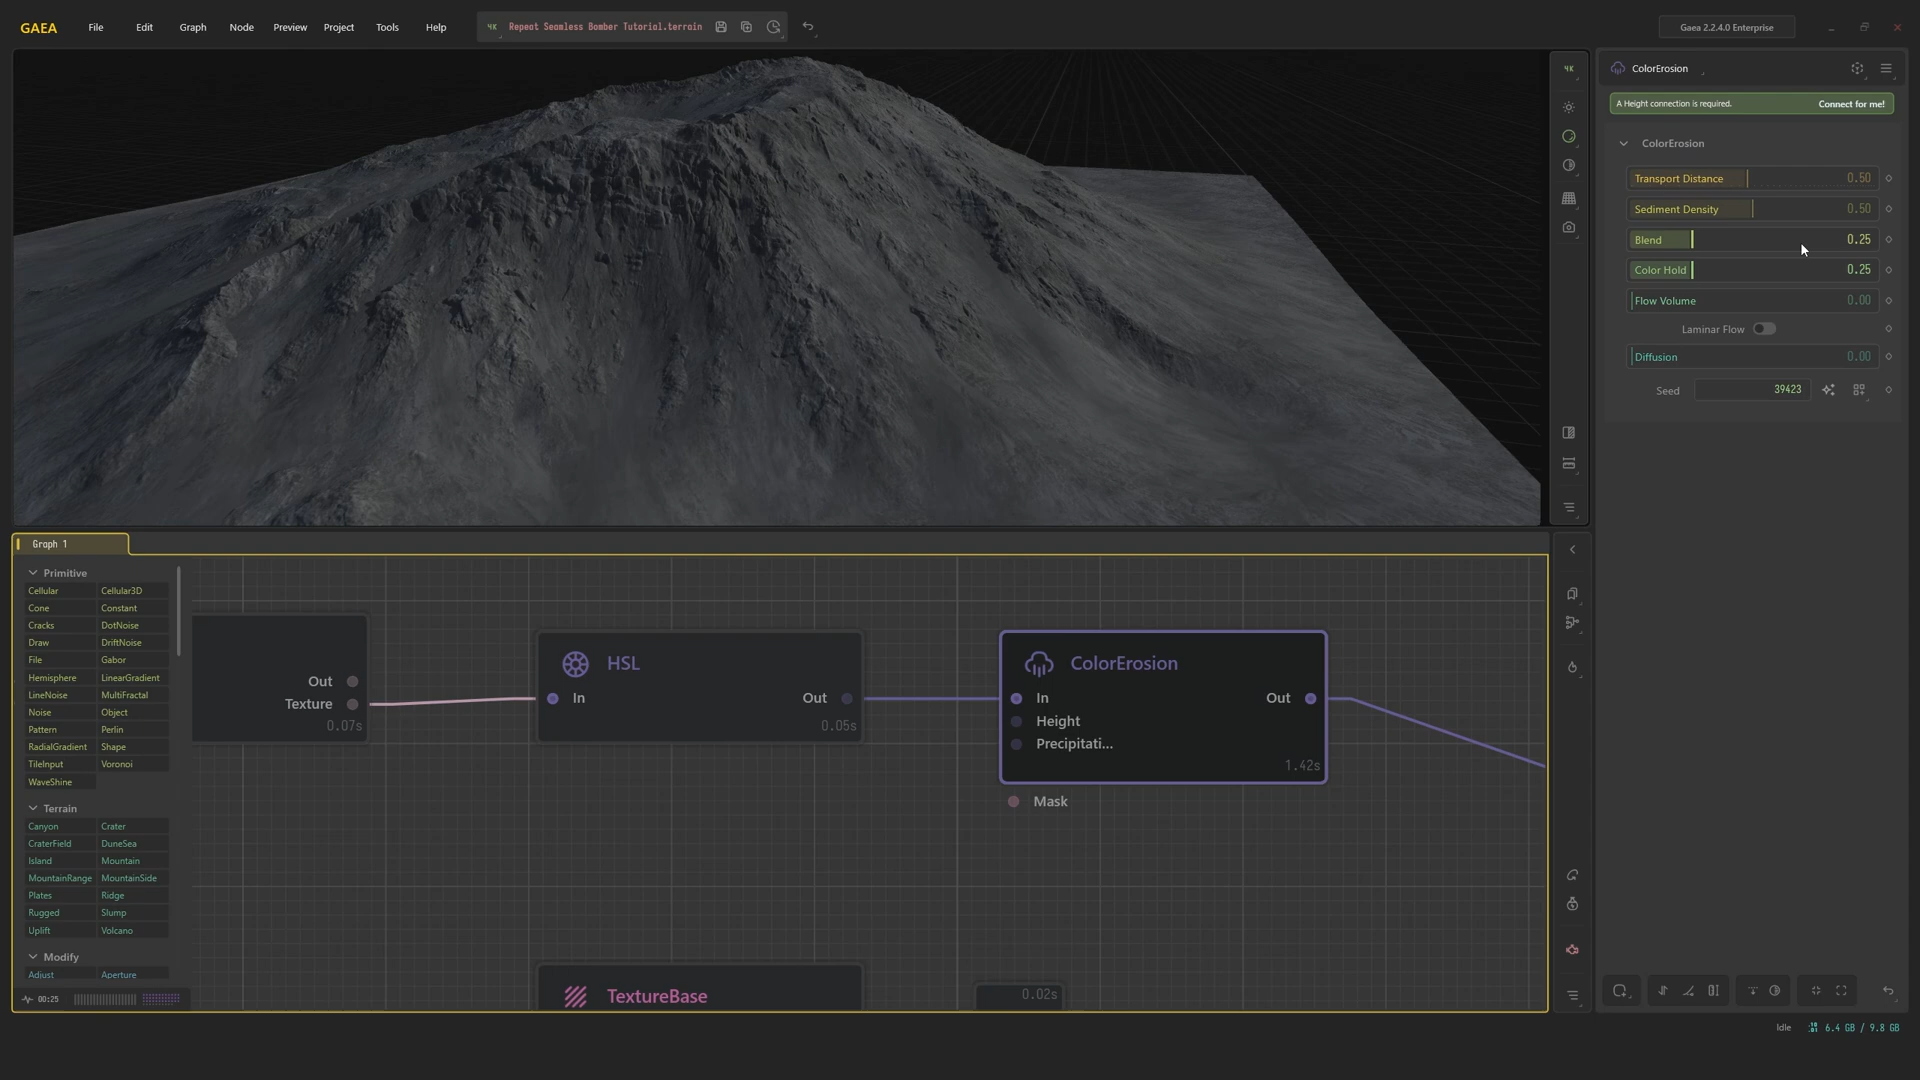 GAEA File Edit Graph Node Preview Project Tools Help 4K Repeat Seamless Bomber Tutorial.terrain Gaea 2.2.4.0 Enterprise
4K
ColorErosion
A Height connection is required. Connect for me!
ColorErosion
Transport Distance 0.50
Sediment Density 0.50
Blend 0.25
Color Hold 0.25
Flow Volume 0.00
Laminar Flow
Diffusion 0.00
Seed 39423
Graph 1
Primitive
Cellular Cellular3D
Cone Constant
Cracks DotNoise
Draw DriftNoise
File Gabor
Hemisphere LinearGradient
LineNoise MultiFractal
Noise Object
Pattern Perlin
RadialGradient Shape
TileInput Voronoi
WaveShine
Terrain
Canyon Crater
CraterField DuneSea
Island Mountain
MountainRange MountainSide
Plates Ridge
Rugged Slump
Uplift Volcano
Modify
Adjust Aperture
00:25
Out
Texture
0.07s
HSL
In Out
0.05s
ColorErosion
In Out
Height
Precipitati...
1.42s
Mask
TextureBase
0.02s
Idle 6.4 GB / 9.8 GB